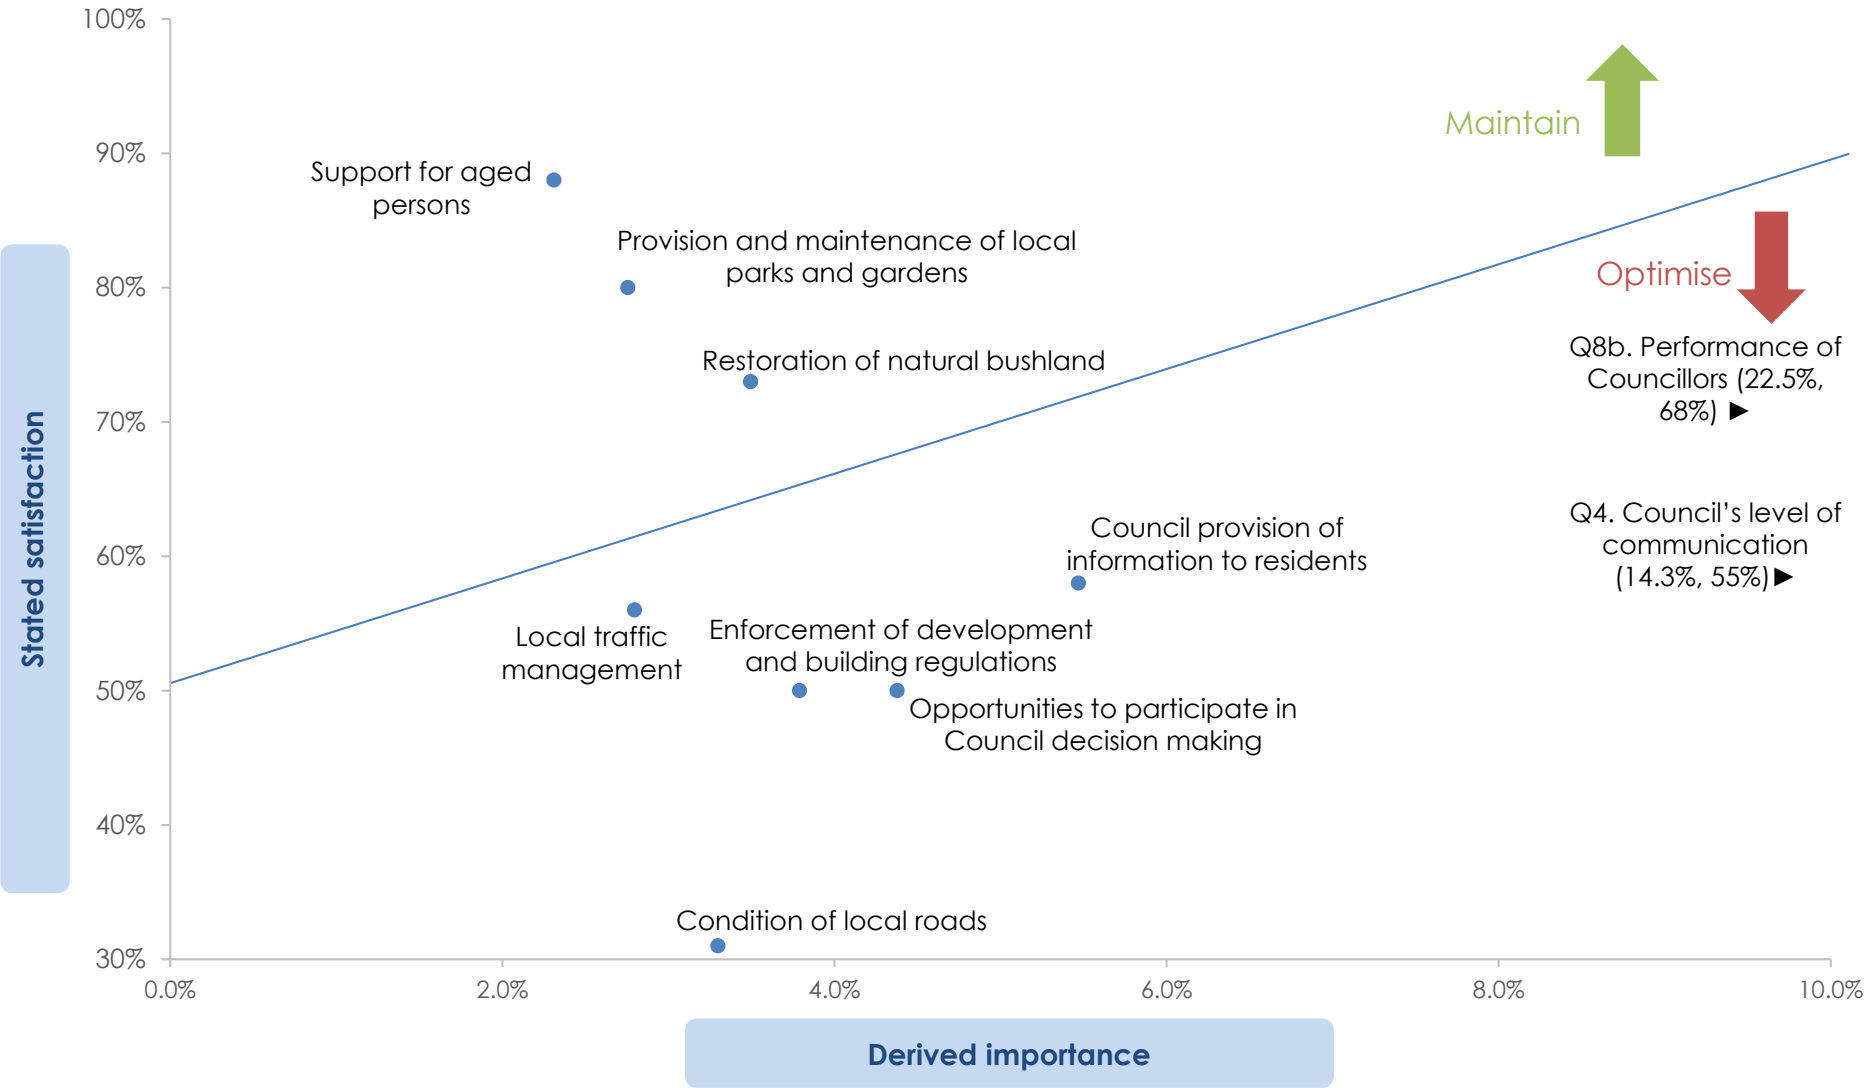 100%
90%
80%
70%
60%
50%
40%
30%
Stated satisfaction
Maintain
Optimise
Support for aged
persons
Provision and maintenance of local
parks and gardens
Restoration of natural bushland
Q8b. Performance of
Councillors (22.5%,
68%) ►
Q4. Council’s level of
communication
(14.3%, 55%)►
Council provision of
information to residents
Local traffic
management
Enforcement of development
and building regulations
Opportunities to participate in
Council decision making
Condition of local roads
0.0%
2.0%
4.0%
6.0%
8.0%
10.0%
Derived importance